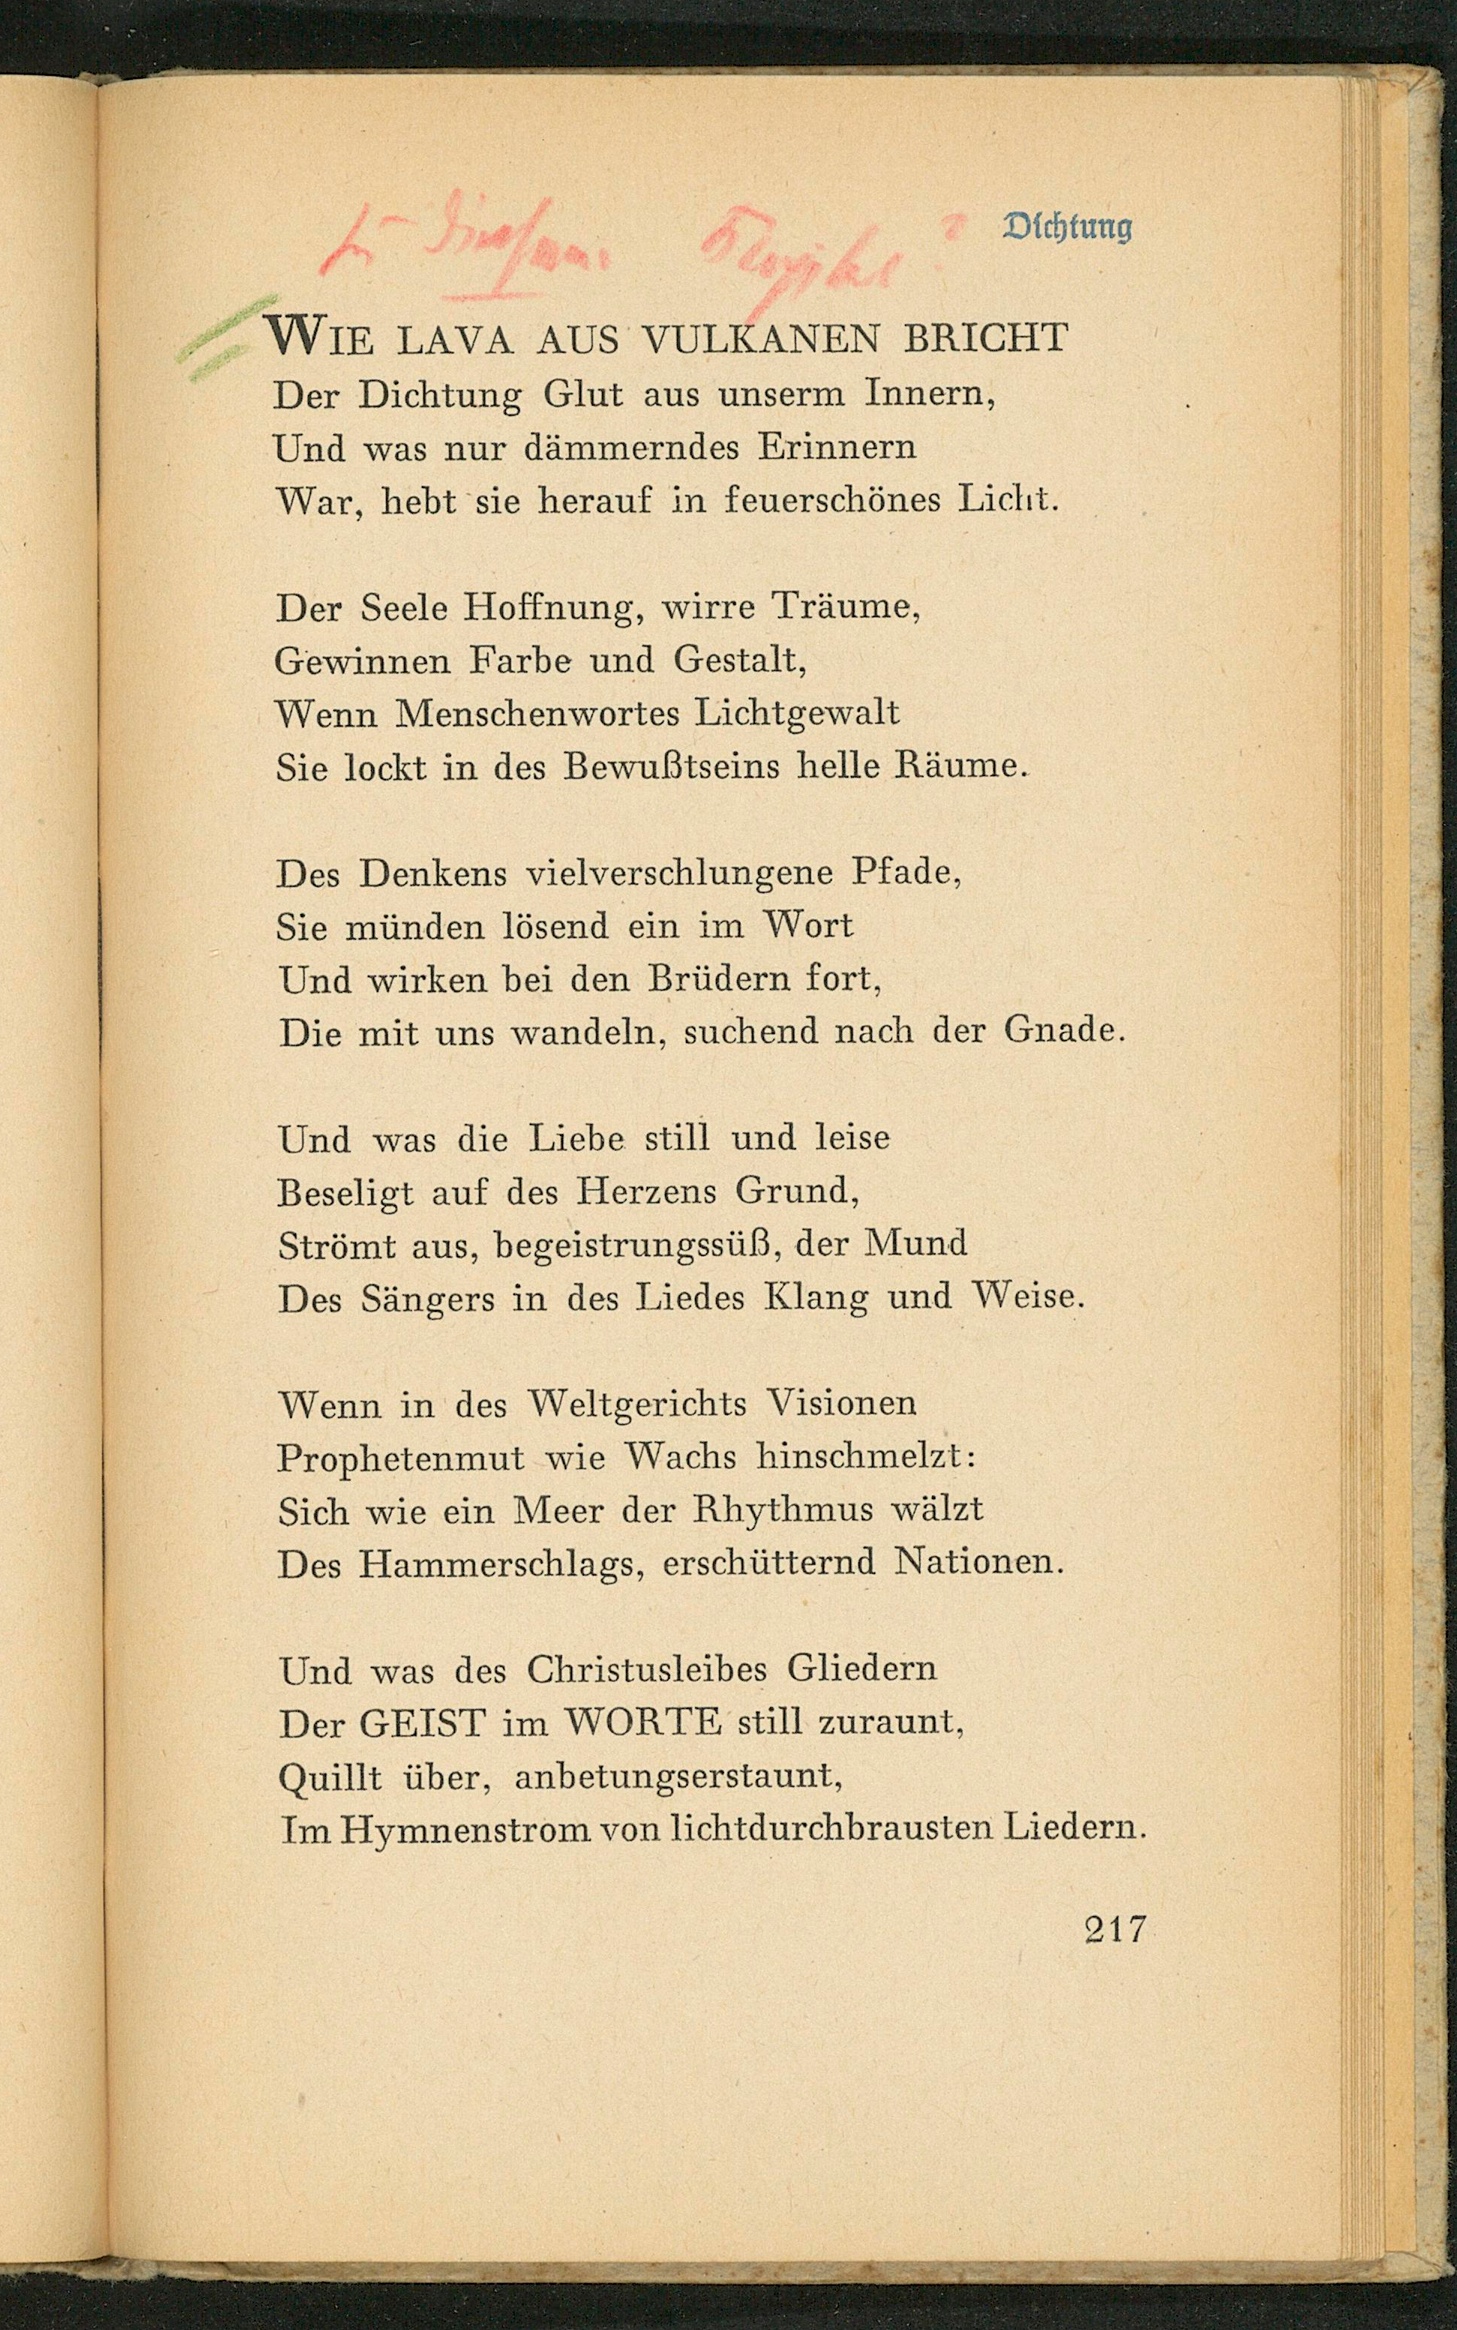 Dichtung
WIE LAVA AUS VULKANEN BRICHT
Der Dichtung Glut aus unserm Innern,
Und was nur dämmerndes Erinnern
War, hebt sie herauf in feuerschönes Licht.
Der Seele Hoffnung, wirre Träume,
Gewinnen Farbe und Gestalt,
Wenn Menschenwortes Lichtgewalt
Sie lockt in des Bewußtseins helle Räume.
Des Denkens vielverschlungene Pfade,
Sie münden lösend ein im Wort
Und wirken bei den Brüdern fort,
Die mit uns wandeln, suchend nach der Gnade.
Und was die Liebe still und leise
Beseligt auf des Herzens Grund,
Strömt aus, begeistrungssüß, der Mund
Des Sängers in des Liedes Klang und Weise.
Wenn in des Weltgerichts Visionen
Prophetenmut wie Wachs hinschmelzt:
Sich wie ein Meer der Rhythmus wälzt
Des Hammerschlags, erschütternd Nationen.
Und was des Christusleibes Gliedern
Der GEIST im WORTE still zuraunt,
Quillt über, anbetungserstaunt,
Im Hymnenstrom von lichtdurchbrausten Liedern.
217